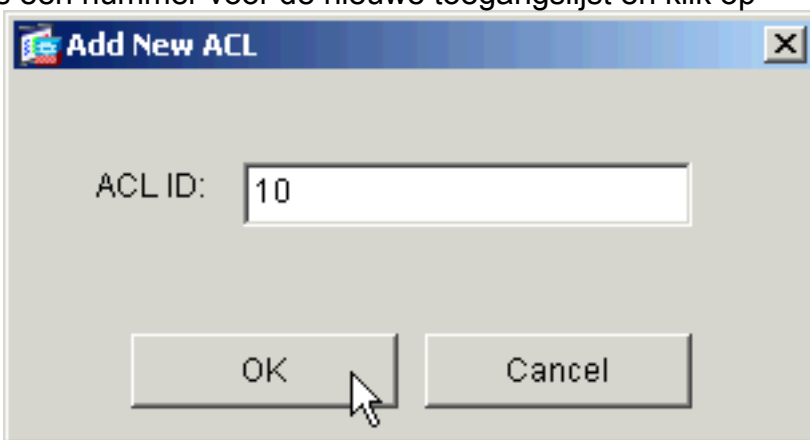 een nummer voor de nieuwe toegangslijst en klik op
Add New ACL
ACL ID:
10
OK
Cancel